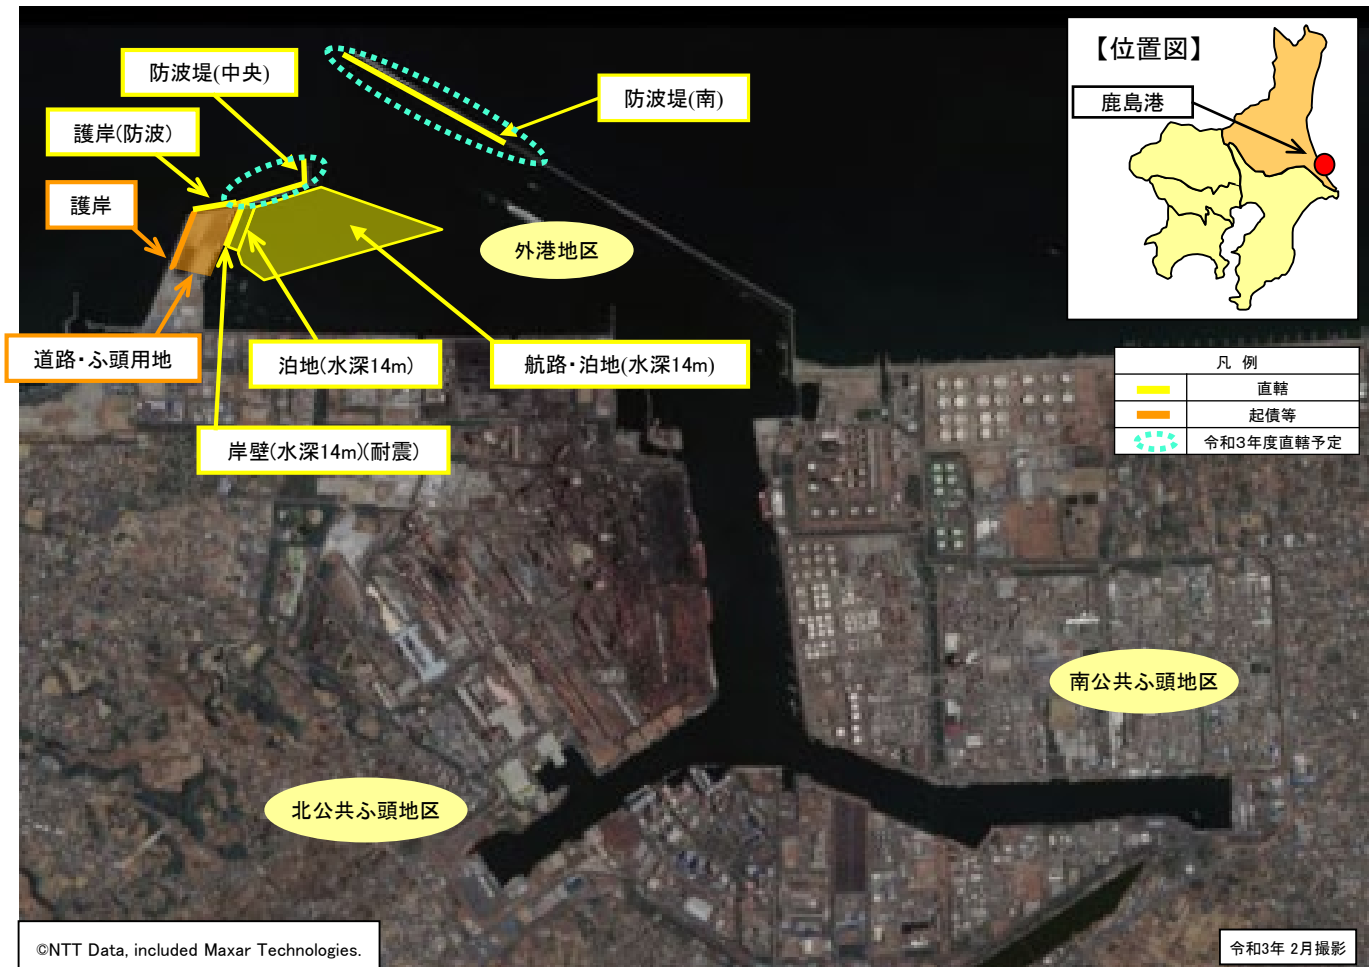 【位置図】
鹿島港
防波堤(中央)
防波堤(南)
護岸(防波)
護岸
外港地区
道路・ふ頭用地
泊地(水深14m)
航路・泊地(水深14m)
岸壁(水深14m)(耐震)
凡 例
直轄
起債等
令和3年度直轄予定
南公共ふ頭地区
北公共ふ頭地区
©NTT Data, included Maxar Technologies.
令和3年 2月撮影